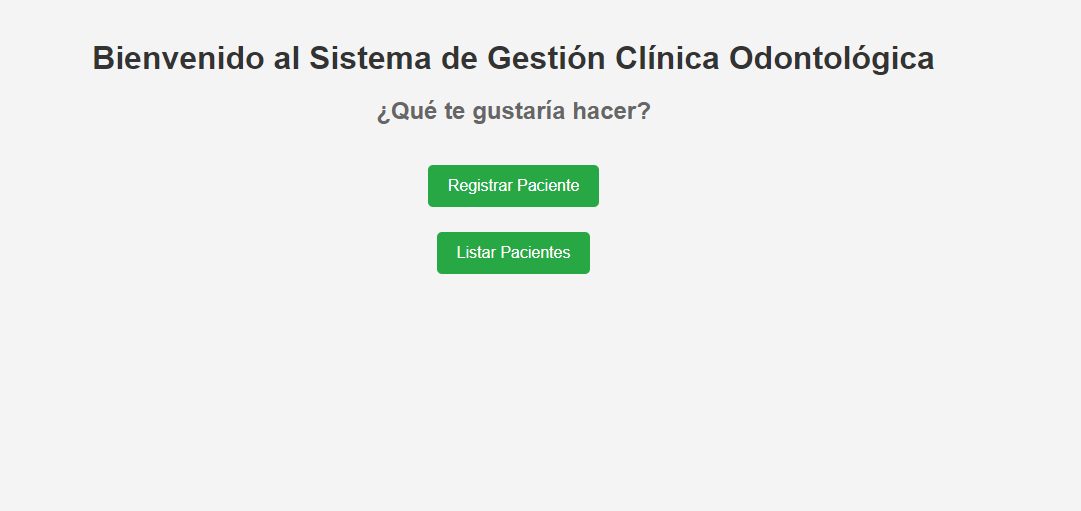 Bienvenido al Sistema de Gestión Clínica Odontológica
¿Qué te gustaría hacer?
Registrar Paciente
Listar Pacientes